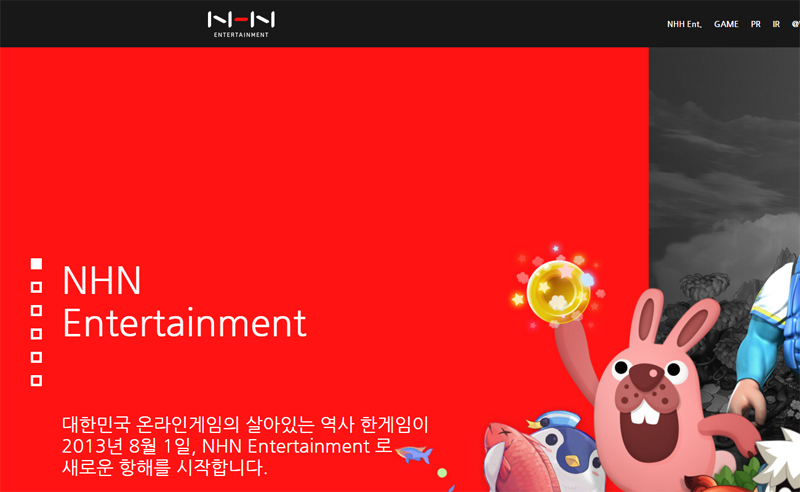 NHN
ENTERTAINMENT
NHH Ent. GAME PR IR
NHN
Entertainment
대한민국 온라인게임의 살아있는 역사 한게임이
2013년 8월 1일, NHN Entertainment 로
새로운 항해를 시작합니다.